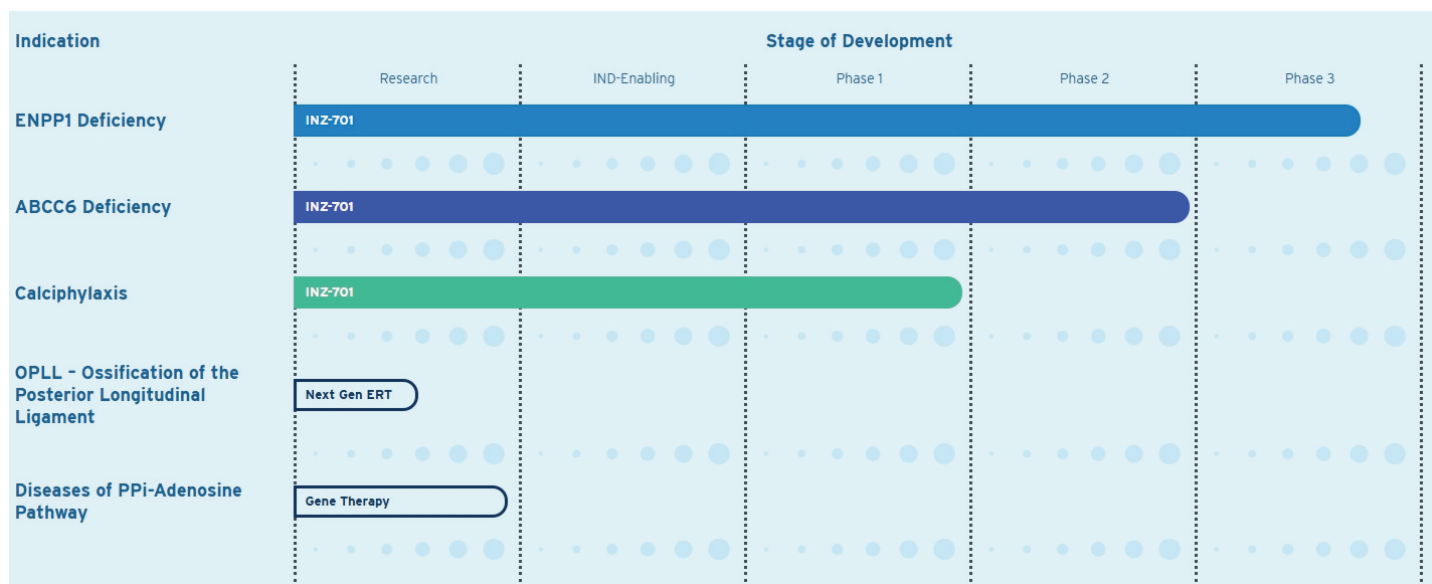 Indication
Stage of Development
Research
IND-Enabling
Phase 1
Phase 2
Phase 3
ENPP1 Deficiency
INZ-701
ABCC6 Deficiency
INZ-701
Calciphylaxis
INZ-701
OPLL – Ossification of the
Posterior Longitudinal
Ligament
Next Gen ERT
Diseases of PPi-Adenosine
Pathway
Gene Therapy